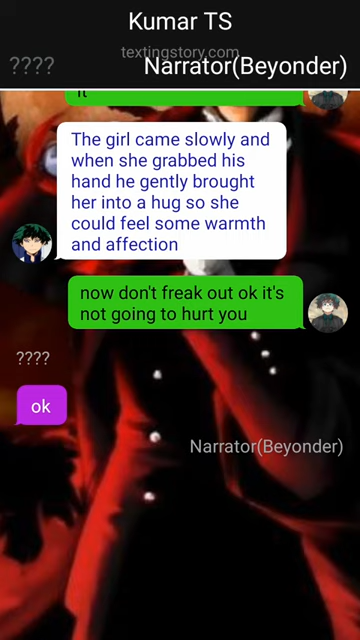 Kumar TS
textingstory.com
???? Narrator(Beyonder)
it
The girl came slowly and
when she grabbed his
hand he gently brought
her into a hug so she
could feel some warmth
and affection
now don't freak out ok it's
not going to hurt you
????
ok
Narrator(Beyonder)